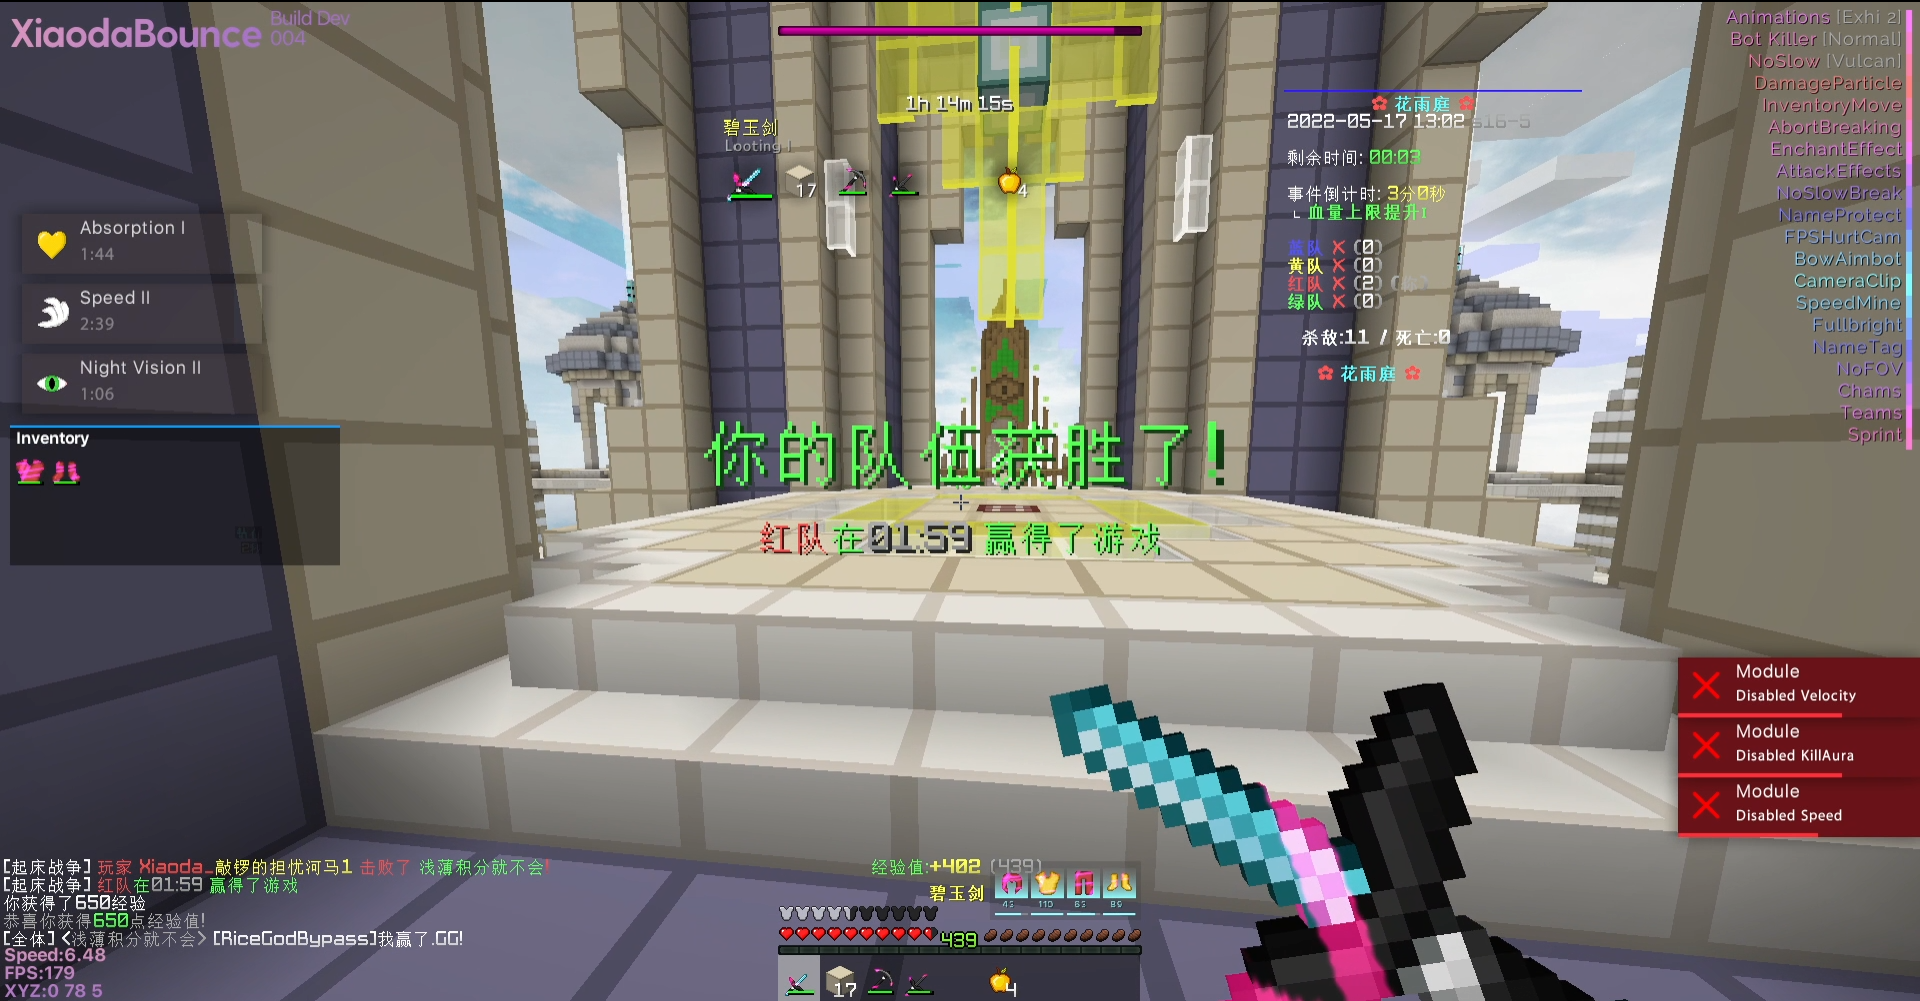 XiaodaBounce
Build Dev
004
1h 14m 15s
碧玉剑
Looting I
17
4
Absorption I
1:44
Speed II
2:39
Night Vision II
1:06
Inventory
花雨庭
2022-05-17 13:02 s16-5
剩余时间: 00:03
事件倒计时: 3分0秒
血量上限提升I
蓝队 ✕ (0)
黄队 ✕ (0)
红队 ✕ (2)
绿队 ✕ (0)
杀敌:11 / 死亡:0
花雨庭
Animations [Exhi 2]
Bot Killer [Normal]
NoSlow [Vulcan]
DamageParticle
InventoryMove
AbortBreaking
EnchantEffect
AttackEffects
NoSlowBreak
NameProtect
FPSHurtCam
BowAimbot
CameraClip
SpeedMine
Fullbright
NameTag
NoFOV
Chams
Teams
Sprint
你的队伍获胜了!
红队在01:59 赢得了游戏
Module
Disabled Velocity
Module
Disabled KillAura
Module
Disabled Speed
[起床战争] 玩家 Xiaoda_敲锣的担忧河马1 击败了 浅薄积分就不会!
[起床战争] 红队在01:59 赢得了游戏
你获得了650经验
恭喜你获得650点经验值!
[全体] <浅薄积分就不会> [RiceGodBypass]我赢了.GG!
Speed:6.48
FPS:179
XYZ:0 78 5
经验值:+402 (439)
碧玉剑
43
110
63
89
439
17
4